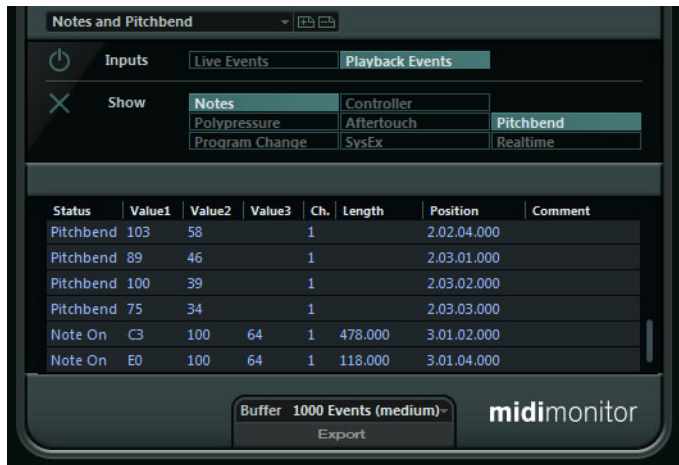 Notes and Pitchbend
Inputs Live Events Playback Events
Show Notes Controller
Polypressure Aftertouch Pitchbend
Program Change SysEx Realtime
Status Value1 Value2 Value3 Ch. Length Position Comment
Pitchbend 103 58 1 2.02.04.000
Pitchbend 89 46 1 2.03.01.000
Pitchbend 100 39 1 2.03.02.000
Pitchbend 75 34 1 2.03.03.000
Note On C3 100 64 1 478.000 3.01.02.000
Note On E0 100 64 1 118.000 3.01.04.000
Buffer 1000 Events (medium) midimonitor
Export